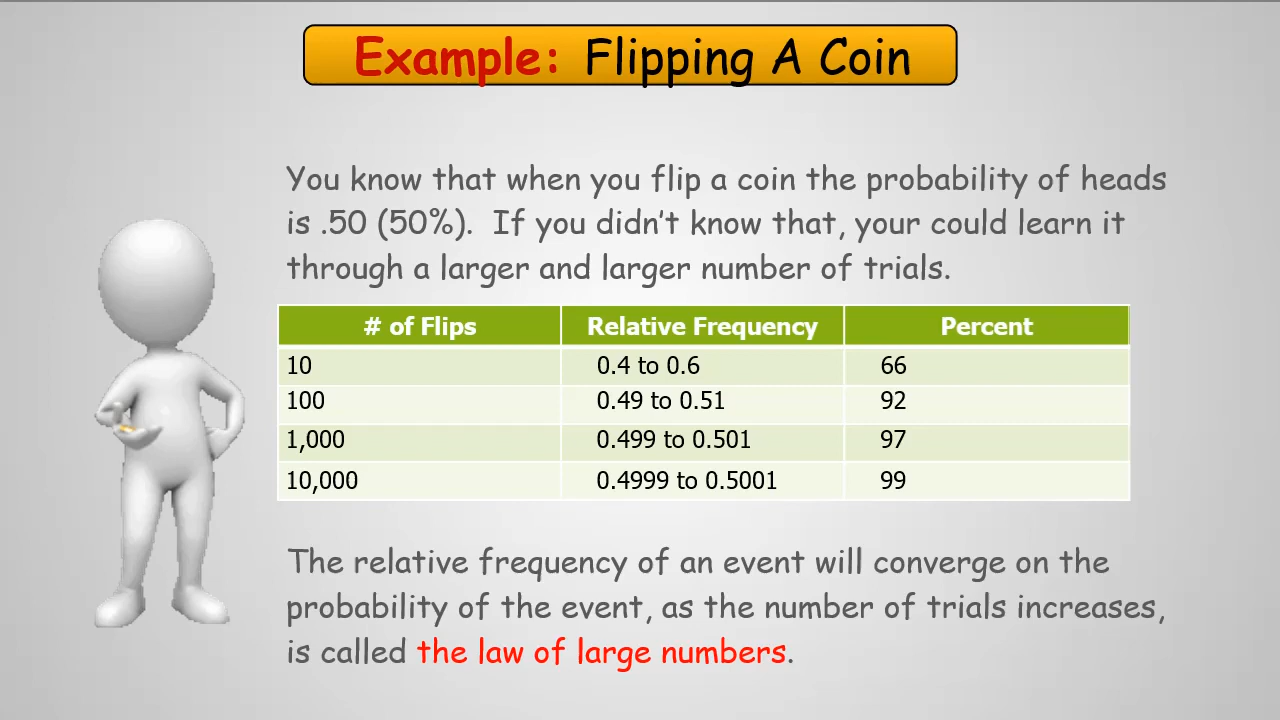 Example: Flipping A Coin
You know that when you flip a coin the probability of heads
is .50 (50%). If you didn't know that, your could learn it
through a larger and larger number of trials.
# of Flips Relative Frequency Percent
10 0.4 to 0.6 66
100 0.49 to 0.51 92
1,000 0.499 to 0.501 97
10,000 0.4999 to 0.5001 99
The relative frequency of an event will converge on the
probability of the event, as the number of trials increases,
is called the law of large numbers.